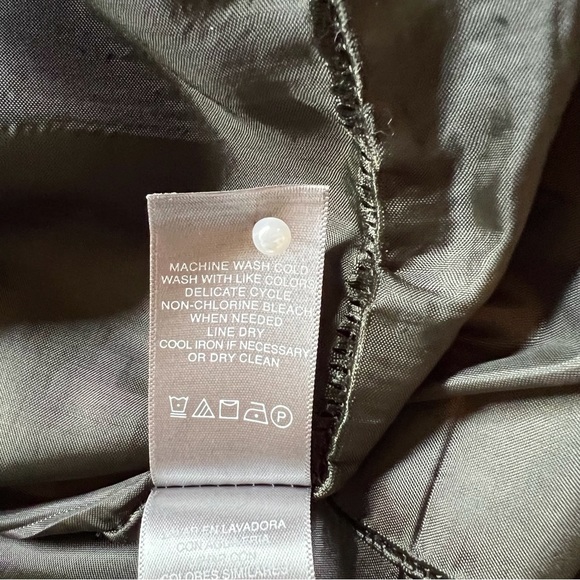 MACHINE WASH COLD
WASH WITH LIKE COLORS
DELICATE CYCLE
NON-CHLORINE BLEACH
WHEN NEEDED
LINE DRY
COOL IRON IF NECESSARY
OR DRY CLEAN
P
EN LAVADORA
CON
COLORES SIMILARES